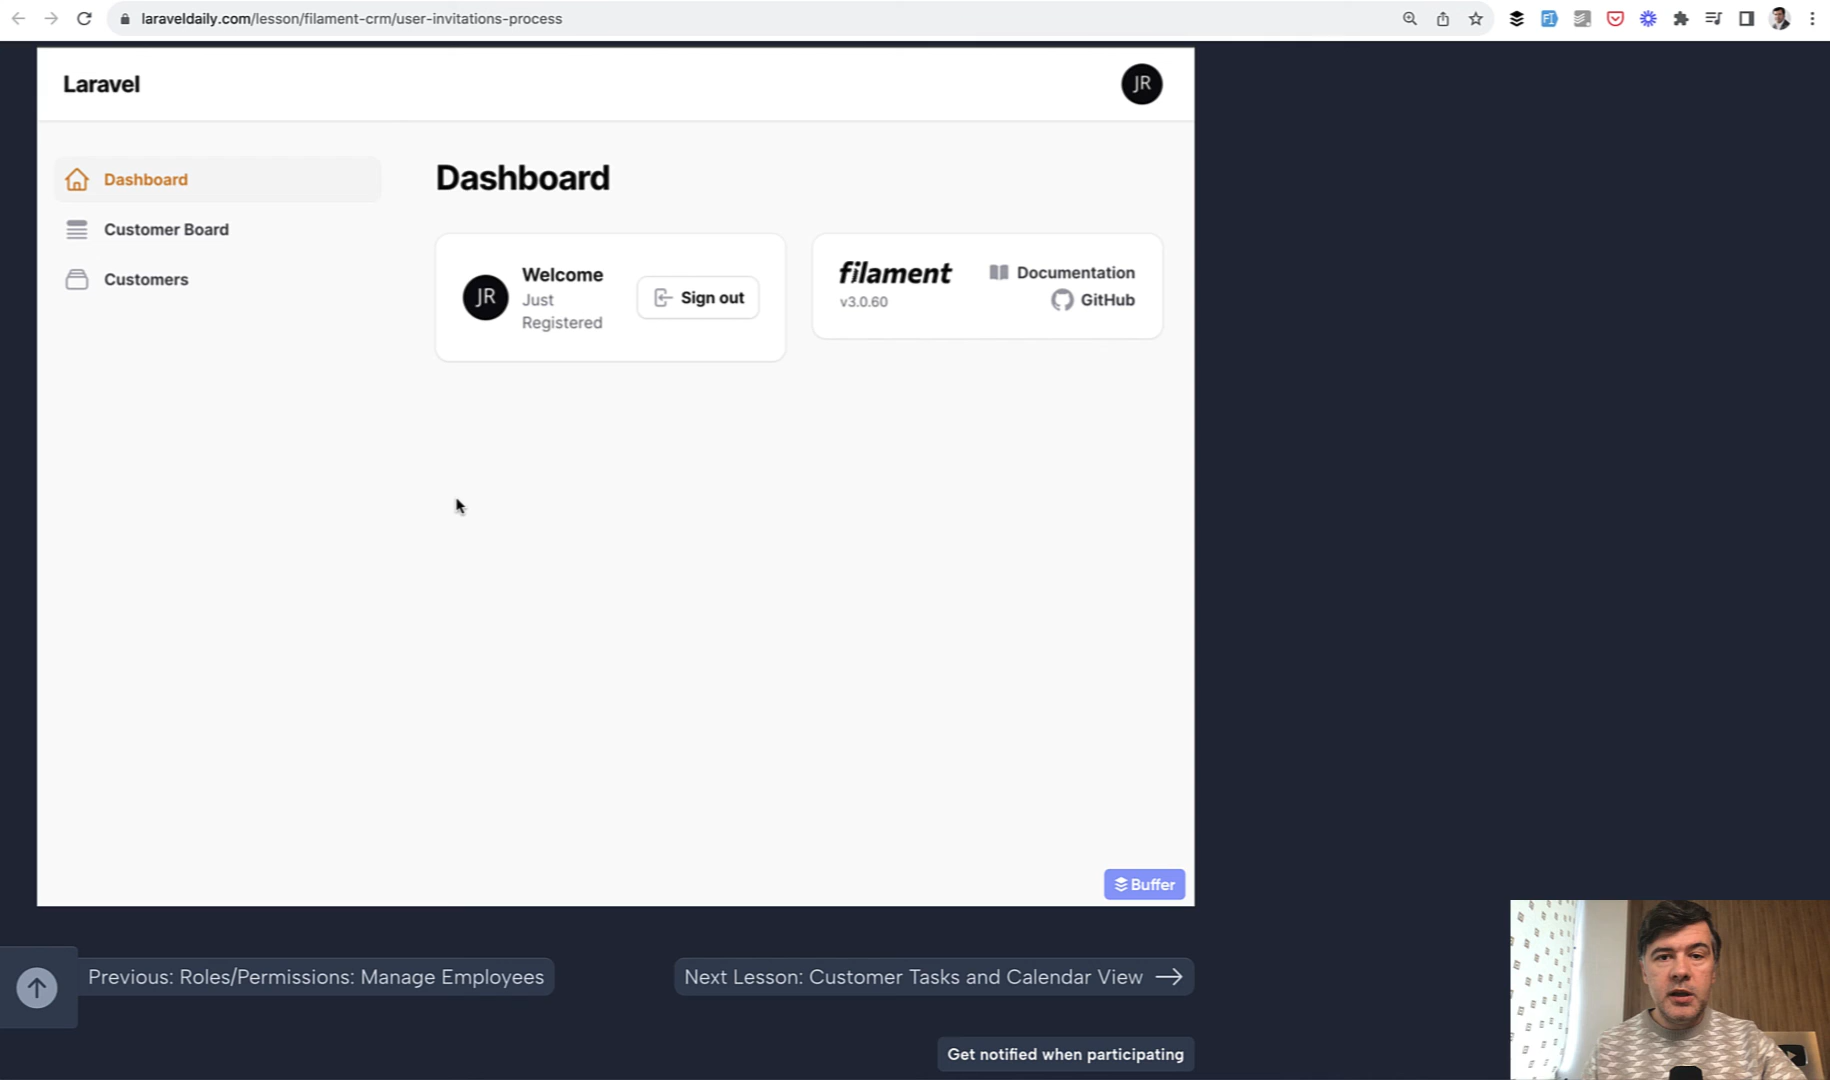 laraveldaily.com/lesson/filament-crm/user-invitations-process
Laravel
JR
Dashboard
Customer Board
Customers
Dashboard
JR
Welcome
Just
Registered
Sign out
filament
v3.0.60
Documentation
GitHub
Buffer
Previous: Roles/Permissions: Manage Employees
Next Lesson: Customer Tasks and Calendar View
Get notified when participating